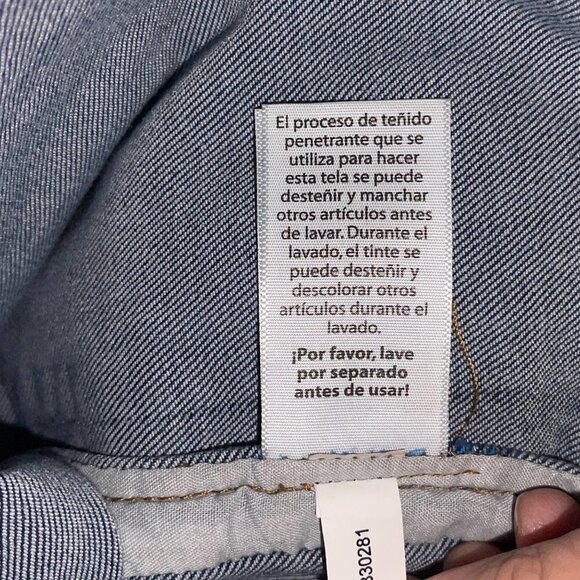 El proceso de teñido
penetrante que se
utiliza para hacer
esta tela se puede
desteñir y manchar
otros artículos antes
de lavar. Durante el
lavado, el tinte se
puede desteñir y
descolorar otros
artículos durante el
lavado.
¡Por favor, lave
por separado
antes de usar!